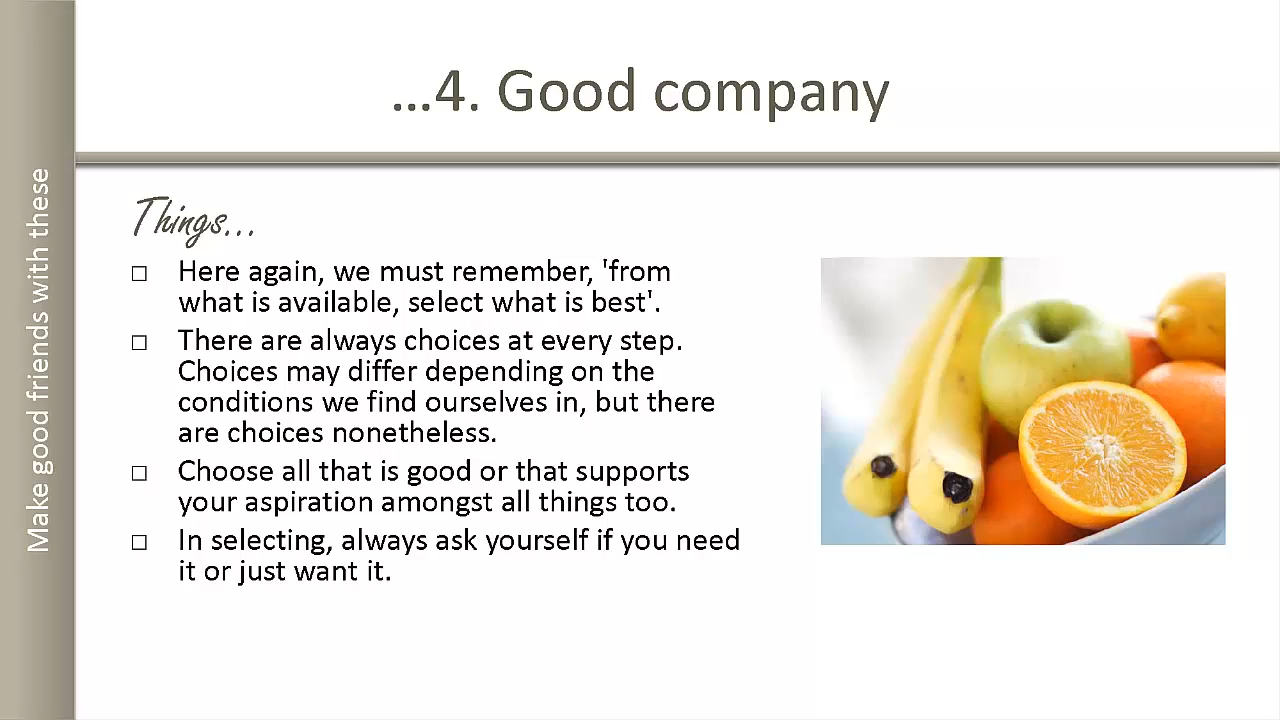 ...4. Good company
Make good friends with these
Things...
□ Here again, we must remember, 'from
what is available, select what is best'.
□ There are always choices at every step.
Choices may differ depending on the
conditions we find ourselves in, but there
are choices nonetheless.
□ Choose all that is good or that supports
your aspiration amongst all things too.
□ In selecting, always ask yourself if you need
it or just want it.